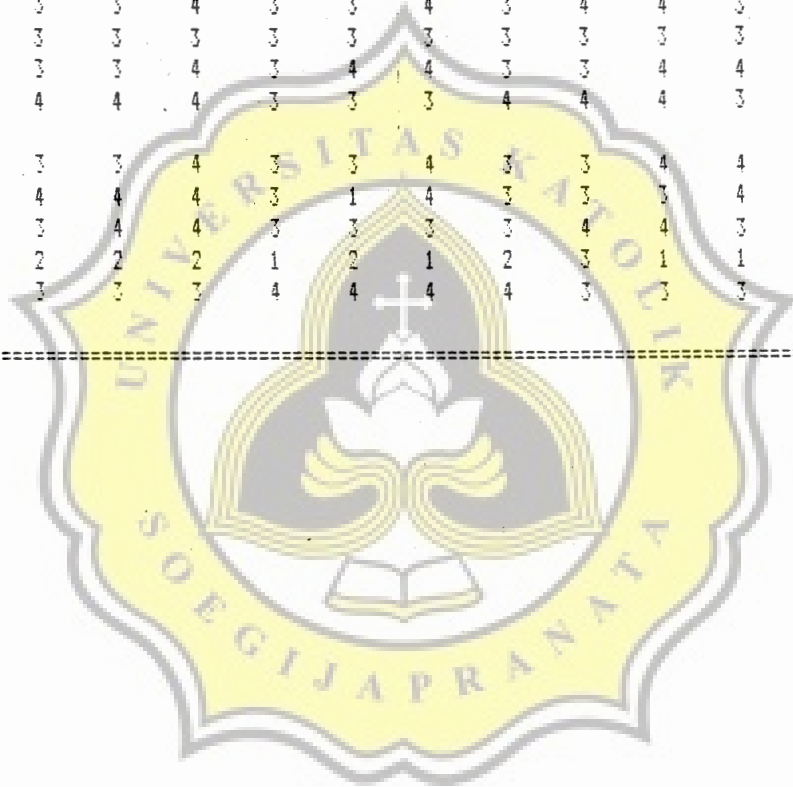 3 3 4 3 3 4 3 4 4 3
3 3 4 3 3 3 3 3 3 3
3 3 4 3 4 4 3 3 4 4
4 4 4 3 3 3 4 4 4 3
3 3 4 3 3 4 3 3 4 4
4 4 4 3 1 4 3 3 3 4
3 4 4 3 3 3 3 4 4 3
2 2 2 1 2 1 2 3 1 1
3 3 3 4 4 4 4 3 3 3
UNIVERSITAS KATOLIK
SOEGIJAPRANATA